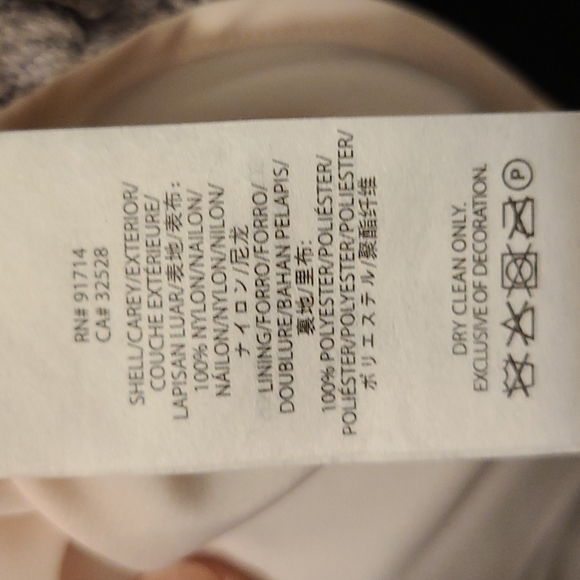 RN# 91714
CA# 32528
SHELL/CAREY/EXTERIOR/
COUCHE EXTÉRIEURE/
LAPISAN LUAR/表地/表布:
100% NYLON/NAILON/
NÁILON/NYLON/NILON/
ナイロン/尼龙
LINING/FORRO/FORRO/
DOUBLURE/BAHAN PELAPIS/
裏地/里布:
100% POLYESTER/POLIÉSTER/
POLIÉSTER/POLYESTER/POLIESTER/
ポリエステル/聚酯纤维
DRY CLEAN ONLY.
EXCLUSIVE OF DECORATION.
P